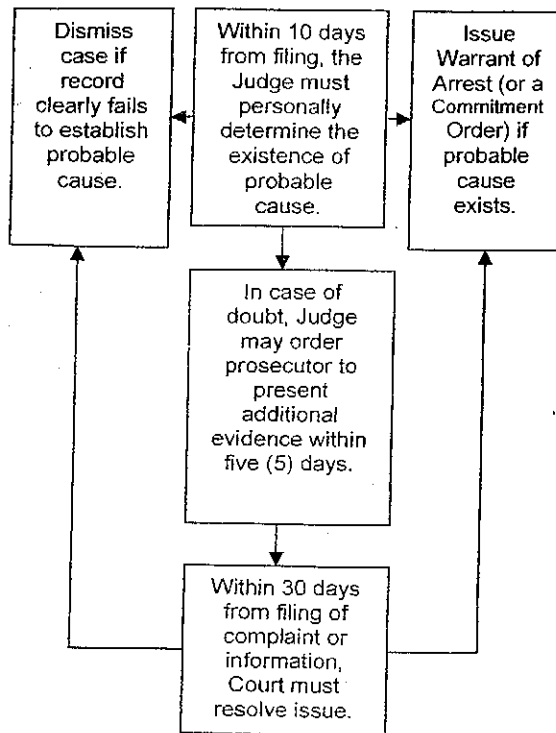 Dismiss
case if
record
clearly fails
to establish
probable
cause.
Within 10 days
from filing, the
Judge must
personally
determine the
existence of
probable
cause.
Issue
Warrant of
Arrest (or a
Commitment
Order) if
probable
cause
exists.
In case of
doubt, Judge
may order
prosecutor to
present
additional
evidence within
five (5) days.
Within 30 days
from filing of
complaint or
information,
Court must
resolve issue.